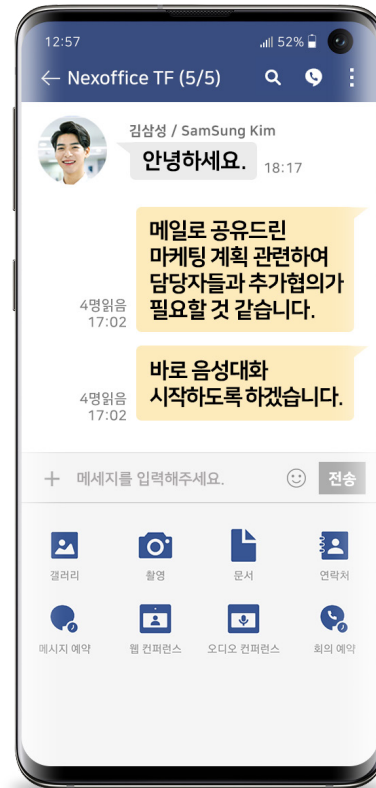 12:57
52%
← Nexoffice TF (5/5)
김삼성 / SamSung Kim
안녕하세요.
18:17
메일로 공유드린
마케팅 계획 관련하여
담당자들과 추가협의가
필요할 것 같습니다.
4명읽음
17:02
바로 음성대화
시작하도록 하겠습니다.
4명읽음
17:02
+ 메세지를 입력해주세요.
전송
갤러리
촬영
문서
연락처
메시지 예약
웹 컨퍼런스
오디오 컨퍼런스
회의 예약